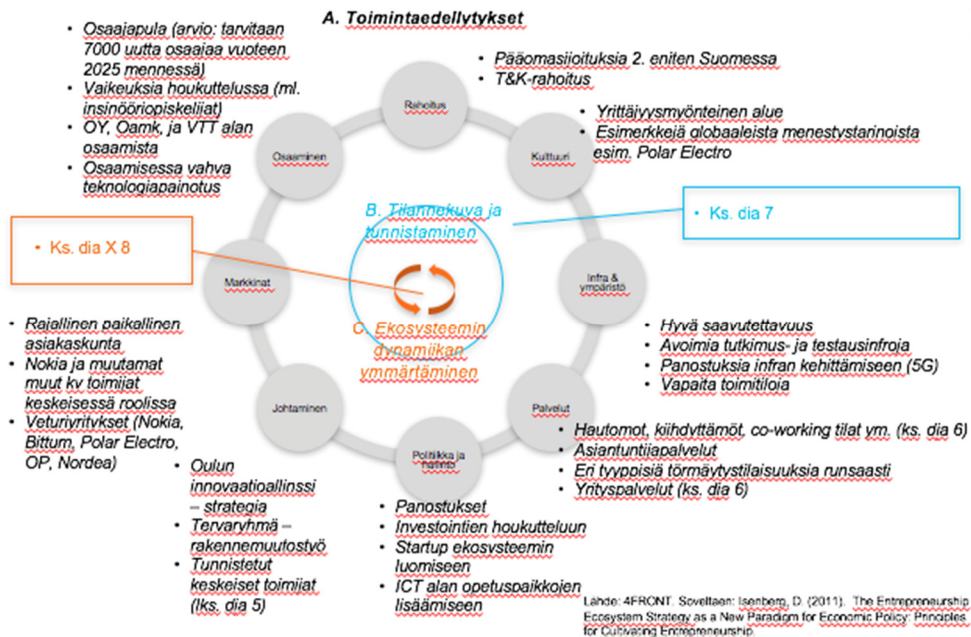 A. Toimintaedellytykset
• Osaajapula (arvio: tarvitaan
7000 uutta osaajaa vuoteen
2025 mennessä)
• Vaikeuksia houkuttelussa (ml.
insinööriopiskelijat)
• OY, Oamk, ja VTT alan
osaamista
• Osaamisessa vahva
teknologiapainotus
Rahoitus
• Pääomasijoituksia 2. eniten Suomessa
• T&K-rahoitus
Osaaminen
Kulttuuri
• Yrittäjyysmyönteinen alue
• Esimerkkejä globaaleista menestystarinoista
esim. Polar Electro
B. Tilannekuva ja
tunnistaminen
• Ks. dia 7
• Ks. dia X 8
Markkinat
Infra &
ympäristö
C. Ekosysteemin
dynamiikan
ymmärtäminen
• Rajallinen paikallinen
asiakaskunta
• Nokia ja muutamat
muut kv toimijat
keskeisessä roolissa
• Veturiyritykset (Nokia,
Bittum, Polar Electro,
OP, Nordea)
• Hyvä saavutettavuus
• Avoimia tutkimus- ja testausinfroja
• Panostuksia infran kehittämiseen (5G)
• Vapaita toimitiloja
Johtaminen
Palvelut
• Hautomot, kiihdyttämöt, co-working tilat ym. (ks. dia 6)
• Asiantuntijapalvelut
• Eri tyyppisiä törmäytystilaisuuksia runsaasti
• Yrityspalvelut (ks. dia 6)
Politiikka ja
hallinto
• Oulun
innovaatioallinssi
– strategia
• Tervaryhmä –
rakennemuutostyö
• Tunnistetut
keskeiset toimijat
(lks. dia 5)
• Panostukset
• Investointien houkutteluun
• Startup ekosysteemin
luomiseen
• ICT alan opetuspaikkojen
lisäämiseen
Lähde: 4FRONT. Soveltaen: Isenberg, D. (2011). The Entrepreneurship
Ecosystem Strategy as a New Paradigm for Economic Policy: Principles
for Cultivating Entrepreneurship.